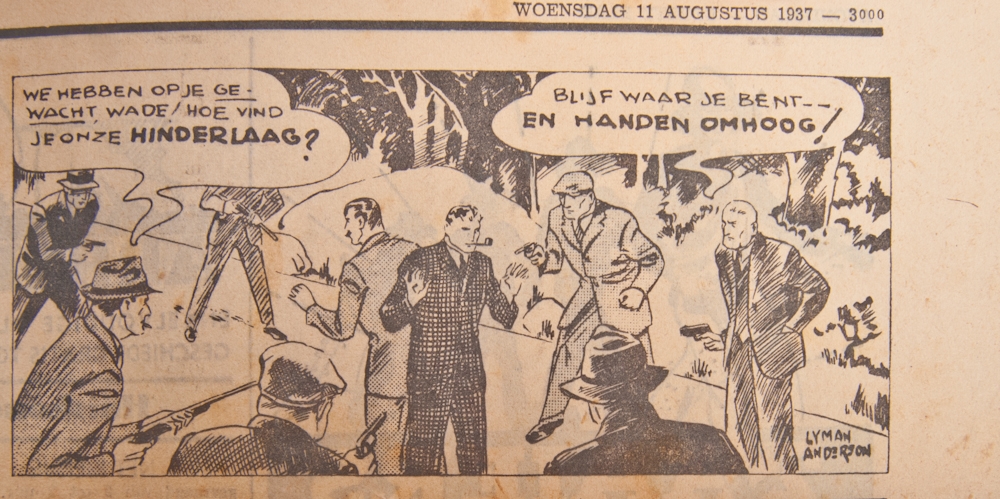 WOENSDAG 11 AUGUSTUS 1937 — 3000
WE HEBBEN OP JE GE-
WACHT WADE! HOE VIND
JE ONZE HINDERLAAG?
BLIJF WAAR JE BENT--
EN HANDEN OMHOOG!
LYMAN
ANDERSON